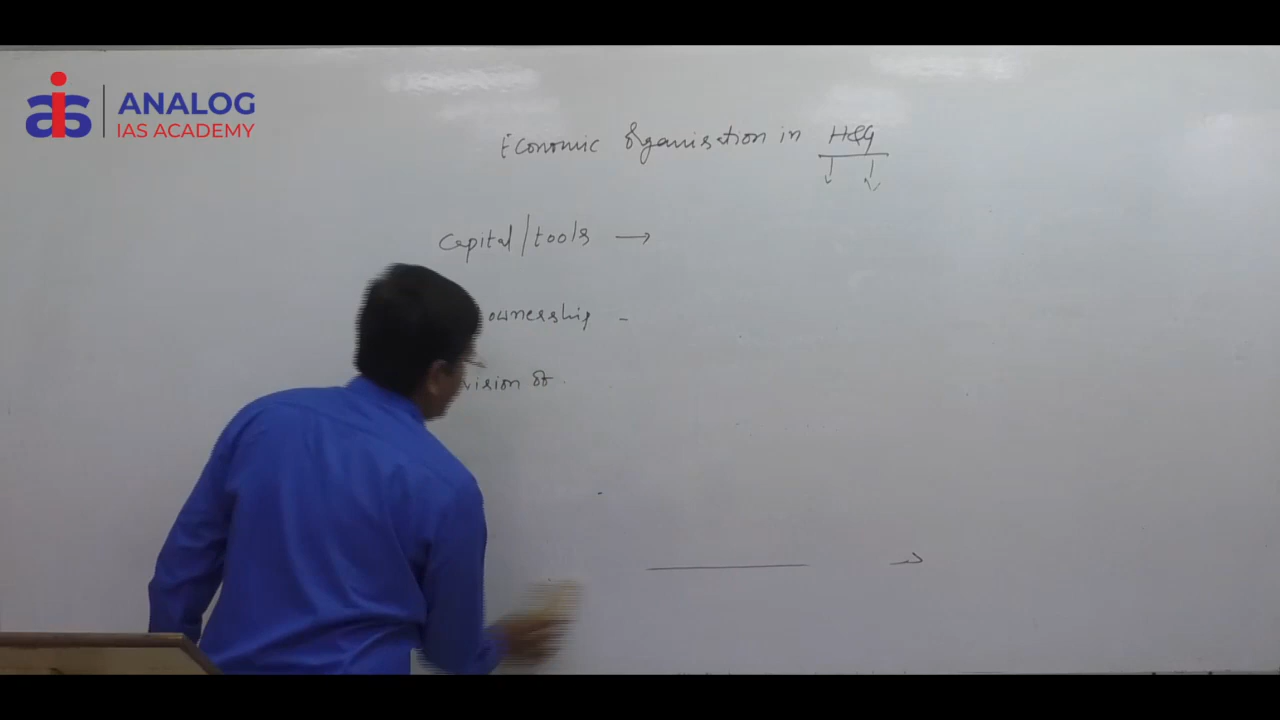 ANALOG
IAS ACADEMY
Economic Organisation in H&G
Capital/tools →
ownership -
vision of